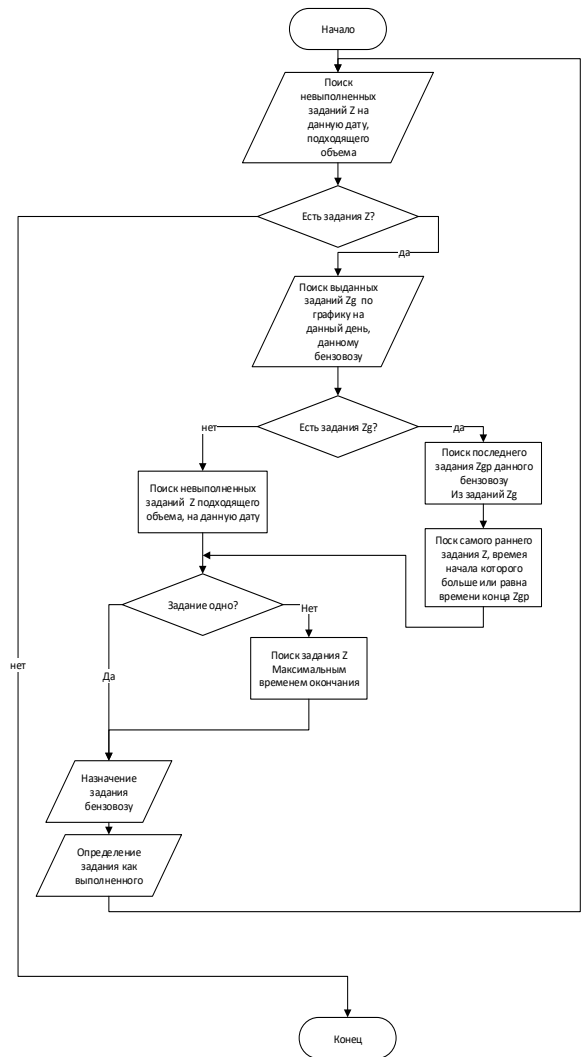 Начало
Поиск
невыполненных
заданий Z на
данную дату,
подходящего
объема
Есть задания Z?
да
Поиск выданных
заданий Zg по
графику на
данный день,
данному
бензовозу
нет
Есть задания Zg?
да
Поиск последнего
задания Zgp данного
бензовозу
Из заданий Zg
Поиск невыполненных
заданий Z подходящего
объема, на данную дату
Поск самого раннего
задания Z, времея
начала которого
больше или равна
времени конца Zgp
Задание одно?
Нет
нет
Да
Поиск задания Z
Максимальным
временем окончания
Назначение
задания
бензовозу
Определение
задания как
выполненного
Конец